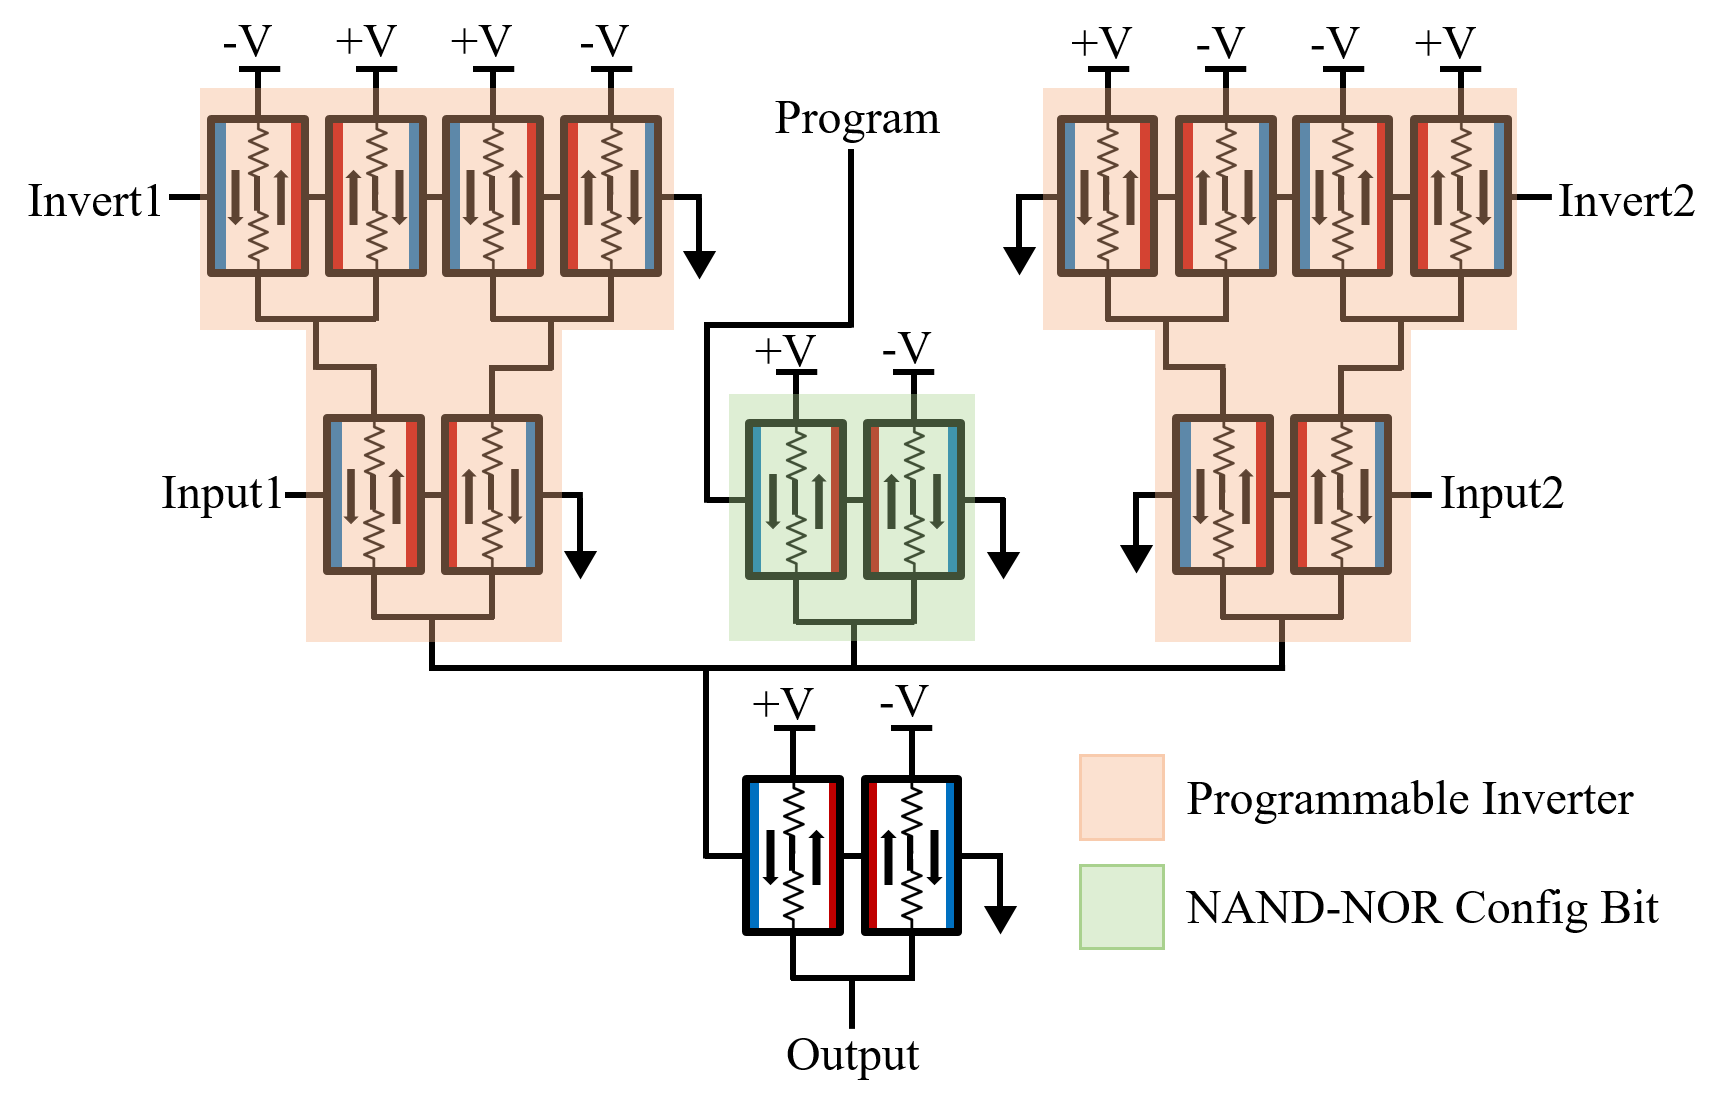 -V +V +V -V
+V -V -V +V
Program
Invert1
Invert2
+V -V
Input1
Input2
+V -V
Programmable Inverter
NAND-NOR Config Bit
Output